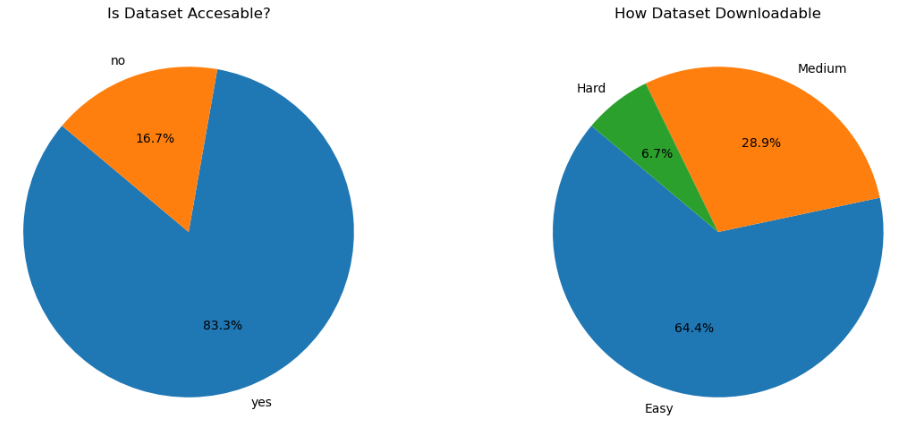 Is Dataset Accesable?
no
16.7%
83.3%
yes
How Dataset Downloadable
Medium
Hard
28.9%
6.7%
64.4%
Easy